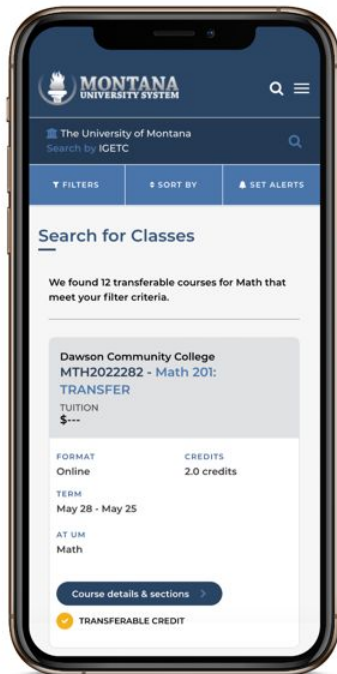 MONTANA
UNIVERSITY SYSTEM
The University of Montana
Search by IGETC
FILTERS
SORT BY
SET ALERTS
Search for Classes
We found 12 transferable courses for Math that
meet your filter criteria.
Dawson Community College
MTH2022282 - Math 201:
TRANSFER
TUITION
$---
FORMAT CREDITS
Online 2.0 credits
TERM
May 28 - May 25
AT UM
Math
Course details & sections
TRANSFERABLE CREDIT